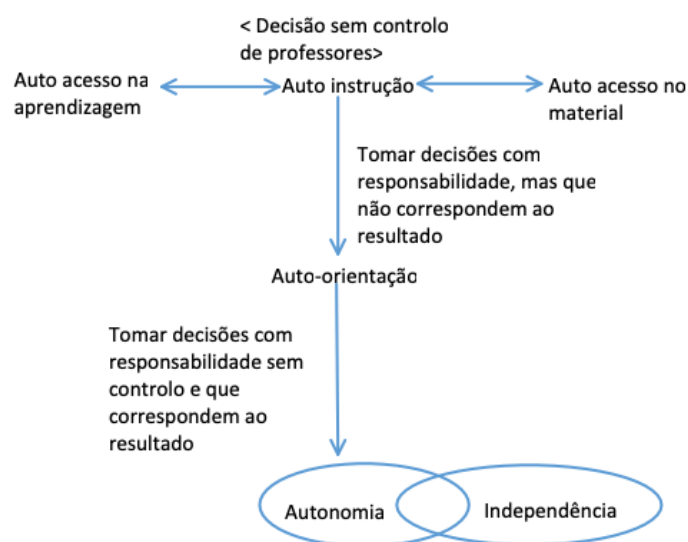 < Decisão sem controlo
de professores>
Auto acesso na
aprendizagem
Auto instrução
Auto acesso no
material
Tomar decisões com
responsabilidade, mas que
não correspondem ao
resultado
Auto-orientação
Tomar decisões com
responsabilidade sem
controlo e que
correspondem ao
resultado
Autonomia
Independência